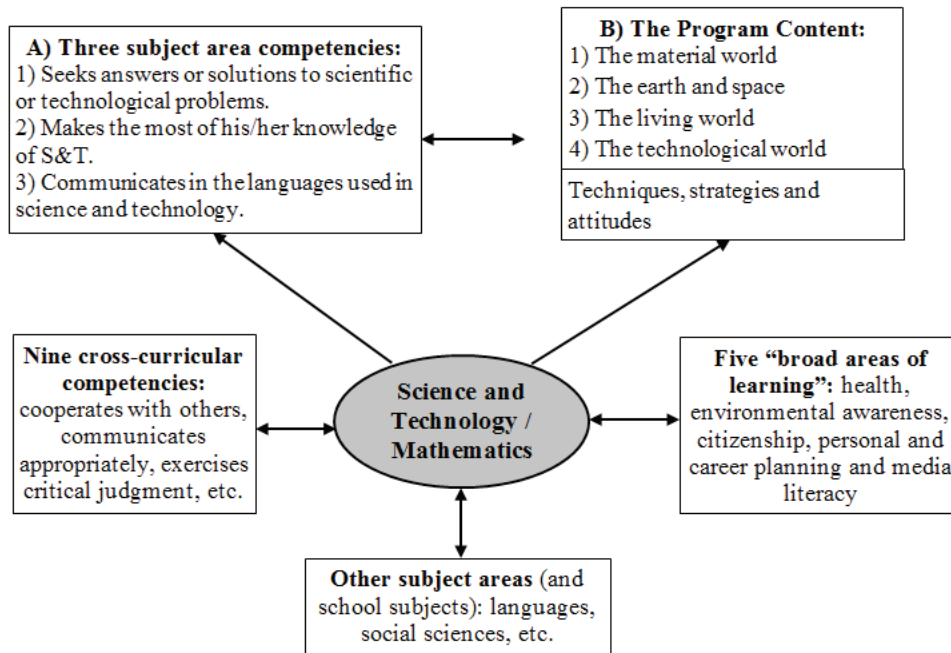 A) Three subject area competencies:
1) Seeks answers or solutions to scientific
or technological problems.
2) Makes the most of his/her knowledge
of S&T.
3) Communicates in the languages used in
science and technology.
B) The Program Content:
1) The material world
2) The earth and space
3) The living world
4) The technological world
Techniques, strategies and
attitudes
Nine cross-curricular
competencies:
cooperates with others,
communicates
appropriately, exercises
critical judgment, etc.
Science and
Technology /
Mathematics
Five “broad areas of
learning”: health,
environmental awareness,
citizenship, personal and
career planning and media
literacy
Other subject areas (and
school subjects): languages,
social sciences, etc.